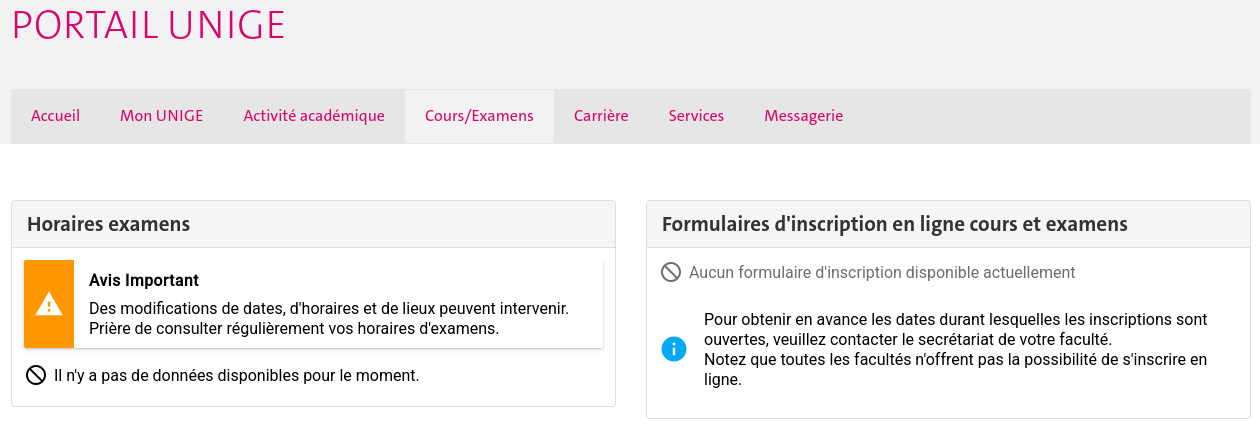 PORTAIL UNIGE
Accueil
Mon UNIGE
Activité académique
Cours/Examens
Carrière
Services
Messagerie
Horaires examens
Avis Important
Des modifications de dates, d'horaires et de lieux peuvent intervenir.
Prière de consulter régulièrement vos horaires d'examens.
Il n'y a pas de données disponibles pour le moment.
Formulaires d'inscription en ligne cours et examens
Aucun formulaire d'inscription disponible actuellement
Pour obtenir en avance les dates durant lesquelles les inscriptions sont
ouvertes, veuillez contacter le secrétariat de votre faculté.
Notez que toutes les facultés n'offrent pas la possibilité de s'inscrire en
ligne.